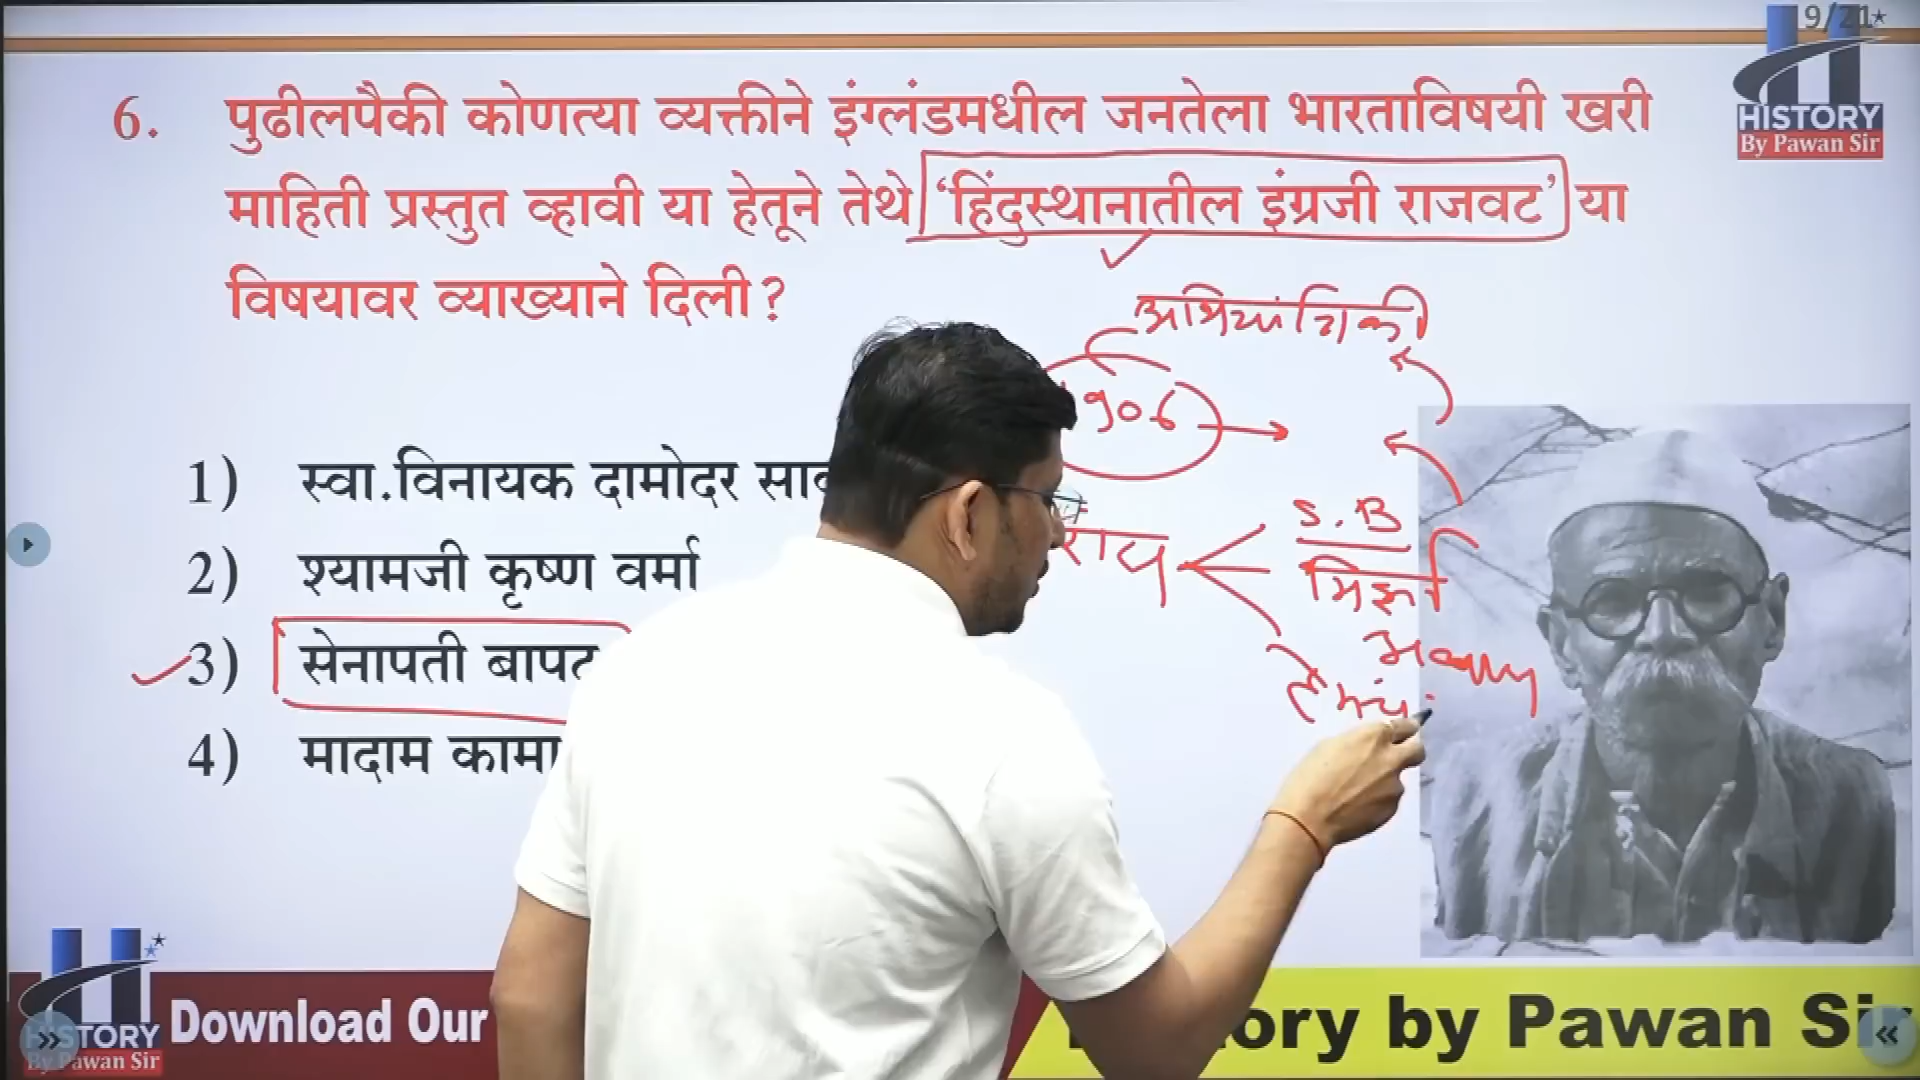 9/21
HISTORY
By Pawan Sir
6. पुढीलपैकी कोणत्या व्यक्तीने इंग्लंडमधील जनतेला भारताविषयी खरी
माहिती प्रस्तुत व्हावी या हेतूने तेथे ‘हिंदुस्थानातील इंग्रजी राजवट’ या
विषयावर व्याख्याने दिली?
अभियांत्रिकी
906
1) स्वा.विनायक दामोदर साव
S.B
राय
2) श्यामजी कृष्ण वर्मा
मिर्झा
3) सेनापती बापट
4) मादाम कामा
HISTORY
By Pawan Sir
Download Our
ory by Pawan Si